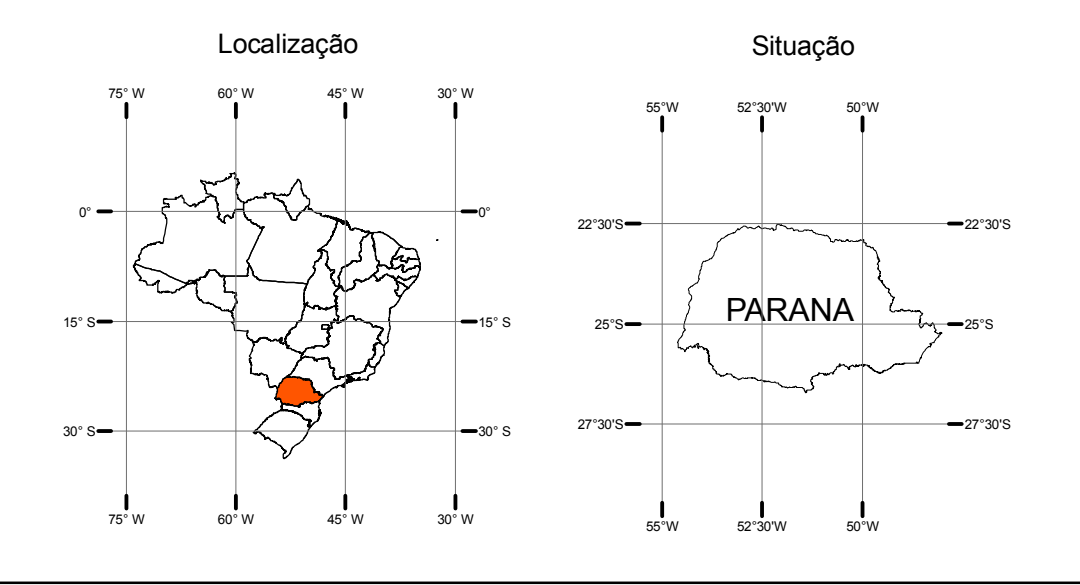 Localização
75° W 60° W 45° W 30° W
0° 0°
15° S 15° S
30° S 30° S
75° W 60° W 45° W 30° W
Situação
55°W 52°30'W 50°W
22°30'S 22°30'S
PARANA
25°S 25°S
27°30'S 27°30'S
55°W 52°30'W 50°W